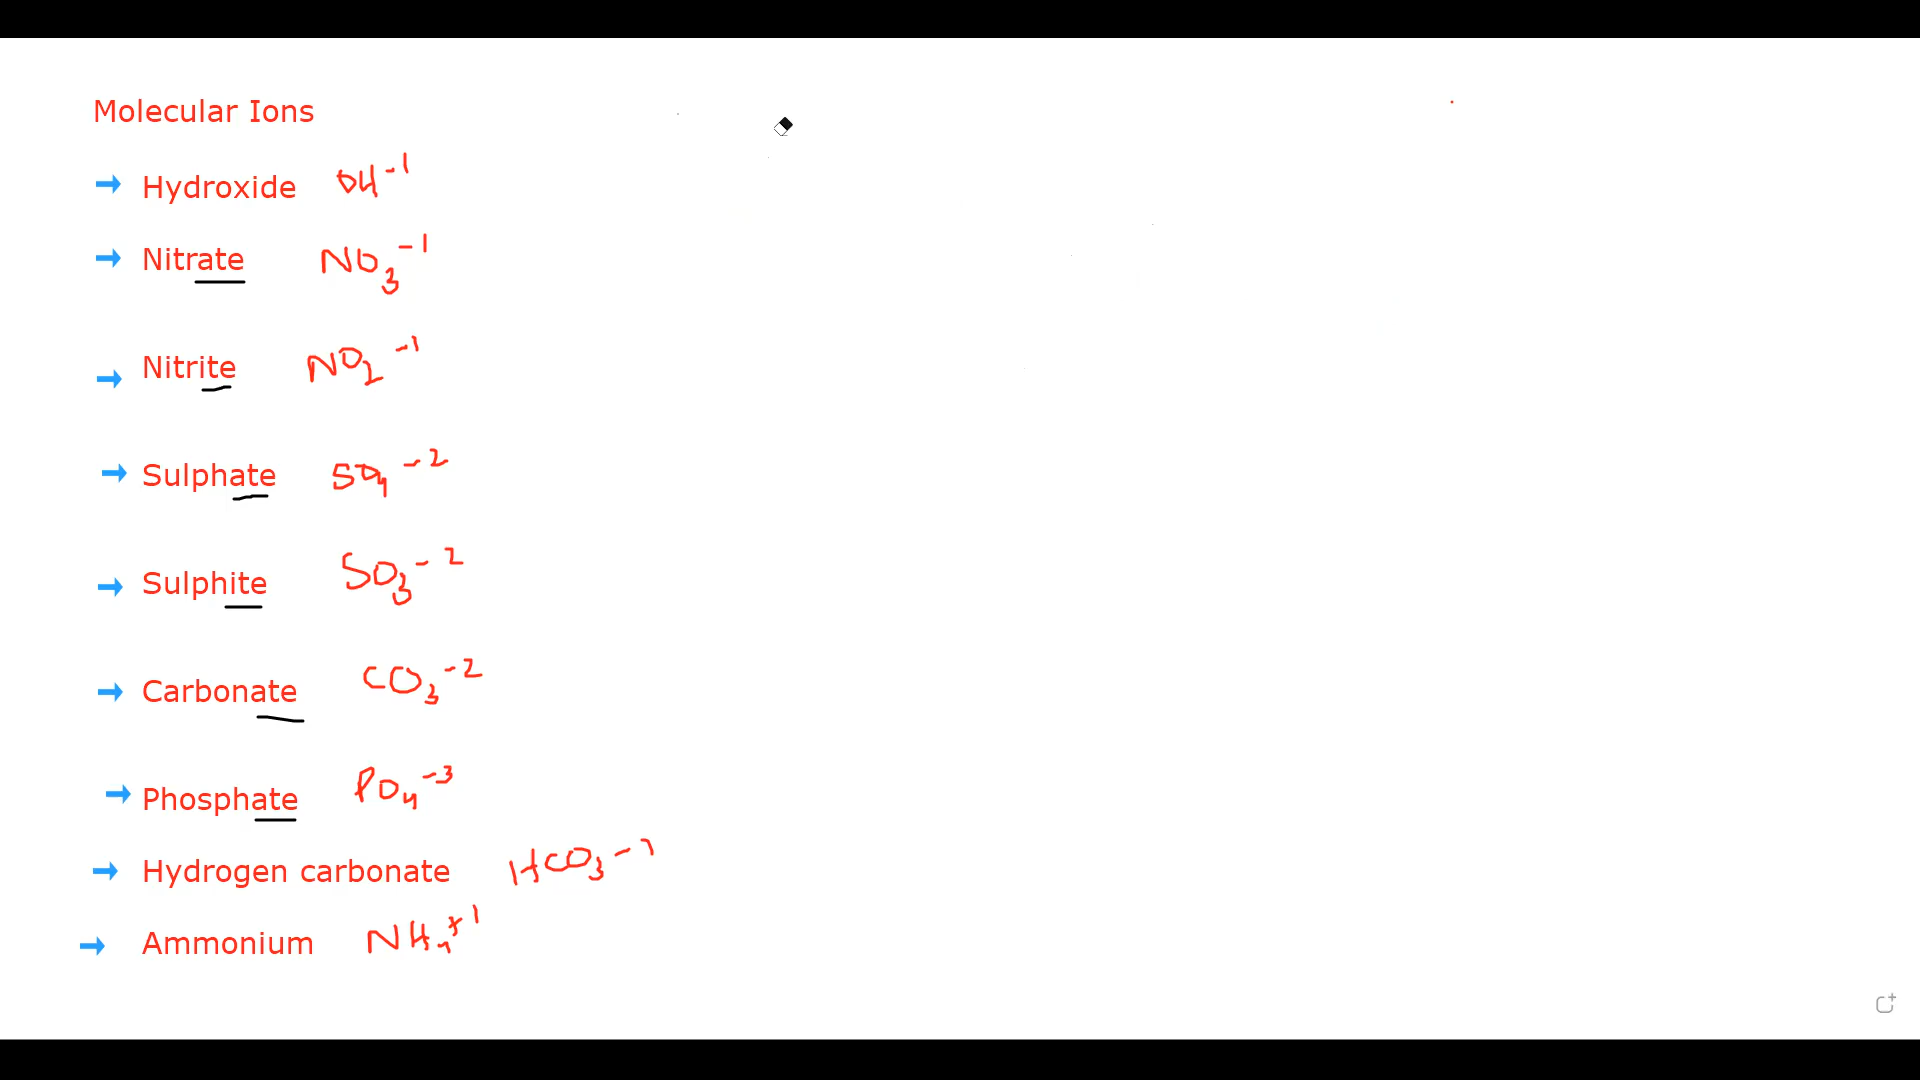 Molecular Ions
→ Hydroxide OH⁻¹
→ Nitrate NO₃⁻¹
→ Nitrite NO₂⁻¹
→ Sulphate SO₄⁻²
→ Sulphite SO₃⁻²
→ Carbonate CO₃⁻²
→ Phosphate PO₄⁻³
→ Hydrogen carbonate HCO₃⁻¹
→ Ammonium NH₄⁺¹